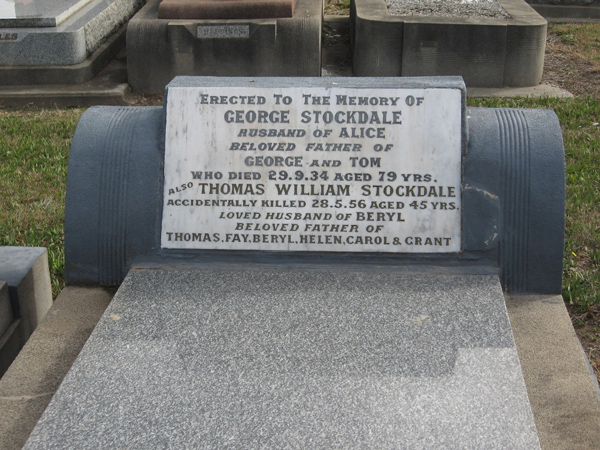 ERECTED TO THE MEMORY OF
GEORGE STOCKDALE
HUSBAND OF ALICE
BELOVED FATHER OF
GEORGE AND TOM
WHO DIED 29.9.34 AGED 79 YRS.
ALSO THOMAS WILLIAM STOCKDALE
ACCIDENTALLY KILLED 28.5.56 AGED 45 YRS.
LOVED HUSBAND OF BERYL
BELOVED FATHER OF
THOMAS, FAY, BERYL, HELEN, CAROL & GRANT